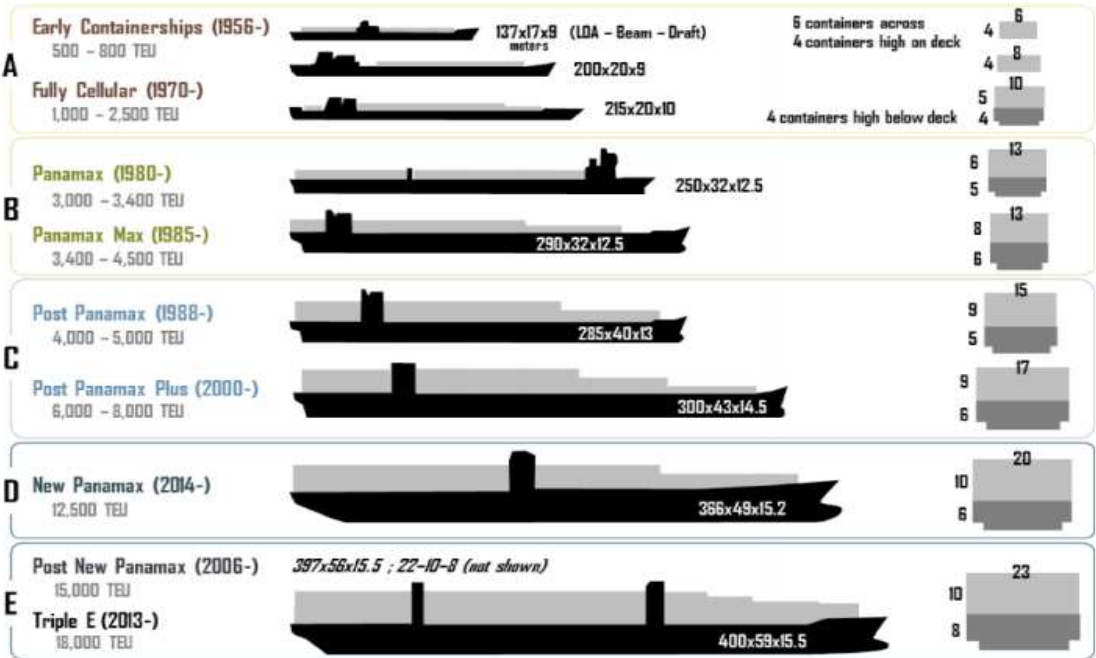 A
Early Containerships (1956-)
500 – 800 TEU
137x17x9 (LOA – Beam – Draft)
meters
200x20x9
Fully Cellular (1970-)
1,000 – 2,500 TEU
215x20x10
6 containers across
4 containers high on deck
4 containers high below deck
6
4
8
4
10
5
4
B
Panamax (1980-)
3,000 – 3,400 TEU
250x32x12.5
13
6
5
Panamax Max (1985-)
3,400 – 4,500 TEU
290x32x12.5
13
8
6
C
Post Panamax (1988-)
4,000 – 5,000 TEU
285x40x13
15
9
5
Post Panamax Plus (2000-)
6,000 – 8,000 TEU
300x43x14.5
17
9
6
D
New Panamax (2014-)
12,500 TEU
366x49x15.2
20
10
6
E
Post New Panamax (2006-)
15,000 TEU
397x56x15.5 ; 22–10–8 (not shown)
Triple E (2013-)
18,000 TEU
400x59x15.5
23
10
8